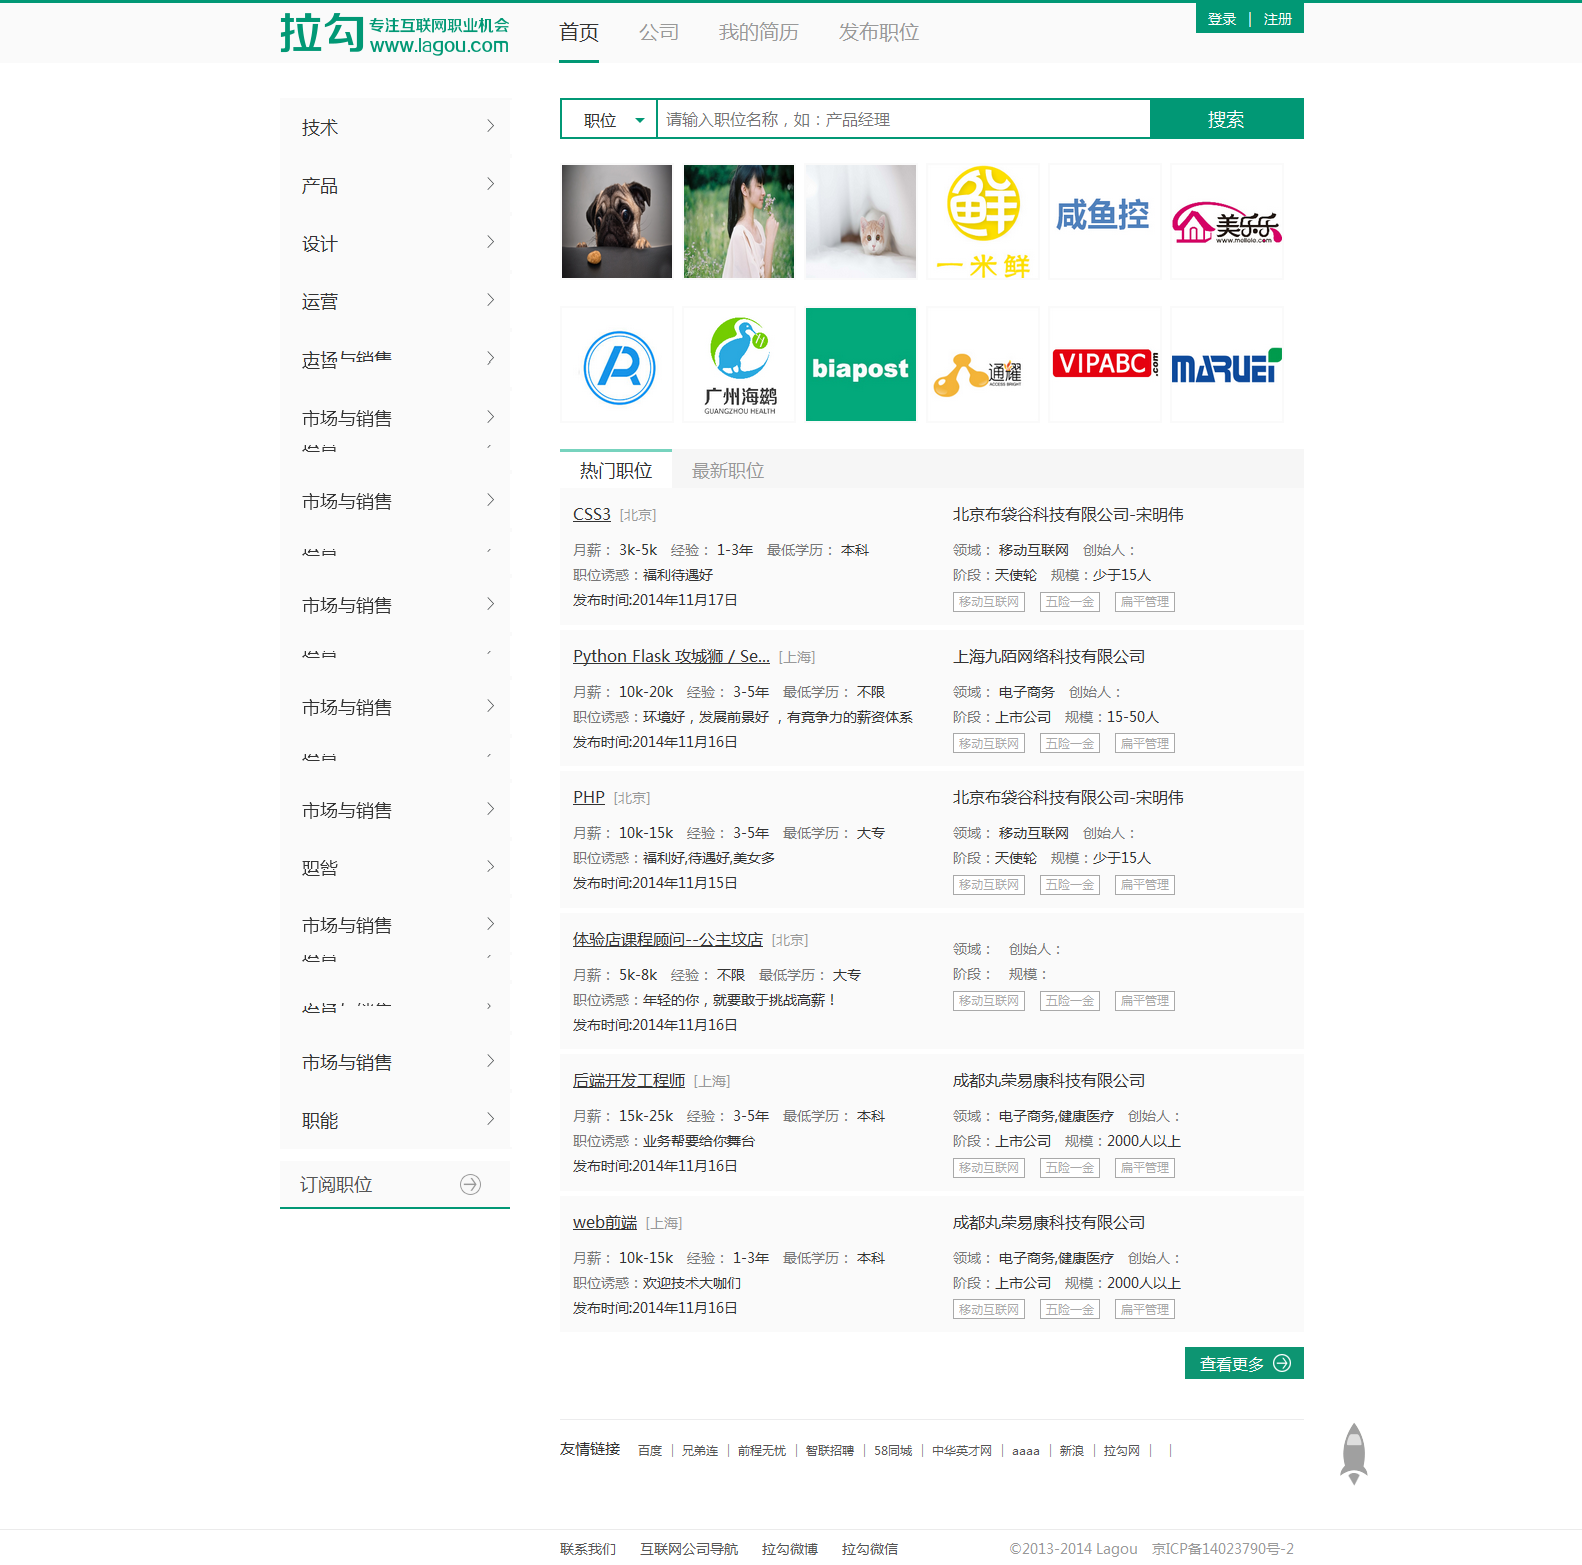 拉勾 专注互联网职业机会
www.lagou.com
首页 公司 我的简历 发布职位
登录 | 注册
技术
产品
设计
运营
市场与销售
市场与销售
市场与销售
市场与销售
市场与销售
职能
市场与销售
市场与销售
职能
订阅职位
职位 请输入职位名称，如：产品经理 搜索
鲜
一米鲜
咸鱼控
美乐乐
www.meilele.com
广州海鹚
GUANGZHOU HEALTH
biapost
通耀
ACCESS BRIGHT
VIPABC.com
MARUEI
热门职位 最新职位
CSS3 [北京]
月薪： 3k-5k 经验： 1-3年 最低学历： 本科
职位诱惑：福利待遇好
发布时间:2014年11月17日
北京布袋谷科技有限公司-宋明伟
领域： 移动互联网 创始人：
阶段：天使轮 规模：少于15人
移动互联网 五险一金 扁平管理
Python Flask 攻城狮 / Se... [上海]
月薪： 10k-20k 经验： 3-5年 最低学历： 不限
职位诱惑：环境好，发展前景好 ，有竞争力的薪资体系
发布时间:2014年11月16日
上海九陌网络科技有限公司
领域： 电子商务 创始人：
阶段：上市公司 规模：15-50人
移动互联网 五险一金 扁平管理
PHP [北京]
月薪： 10k-15k 经验： 3-5年 最低学历： 大专
职位诱惑：福利好,待遇好,美女多
发布时间:2014年11月15日
北京布袋谷科技有限公司-宋明伟
领域： 移动互联网 创始人：
阶段：天使轮 规模：少于15人
移动互联网 五险一金 扁平管理
体验店课程顾问--公主坟店 [北京]
月薪： 5k-8k 经验： 不限 最低学历： 大专
职位诱惑：年轻的你，就要敢于挑战高薪！
发布时间:2014年11月16日
领域： 创始人：
阶段： 规模：
移动互联网 五险一金 扁平管理
后端开发工程师 [上海]
月薪： 15k-25k 经验： 3-5年 最低学历： 本科
职位诱惑：业务帮要给你舞台
发布时间:2014年11月16日
成都丸荣易康科技有限公司
领域： 电子商务,健康医疗 创始人：
阶段：上市公司 规模：2000人以上
移动互联网 五险一金 扁平管理
web前端 [上海]
月薪： 10k-15k 经验： 1-3年 最低学历： 本科
职位诱惑：欢迎技术大咖们
发布时间:2014年11月16日
成都丸荣易康科技有限公司
领域： 电子商务,健康医疗 创始人：
阶段：上市公司 规模：2000人以上
移动互联网 五险一金 扁平管理
查看更多
友情链接 百度 | 兄弟连 | 前程无忧 | 智联招聘 | 58同城 | 中华英才网 | aaaa | 新浪 | 拉勾网 | |
联系我们 互联网公司导航 拉勾微博 拉勾微信 ©2013-2014 Lagou 京ICP备14023790号-2